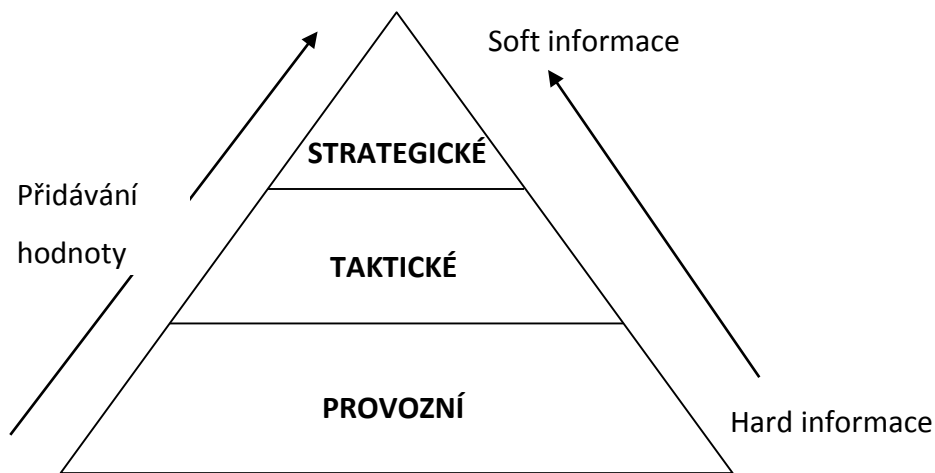 Soft informace
STRATEGICKÉ
Přidávání
hodnoty
TAKTICKÉ
PROVOZNÍ
Hard informace